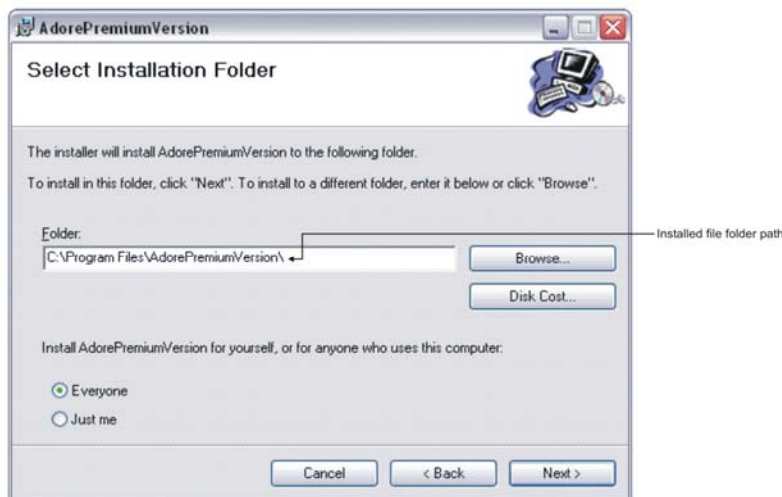 AdorePremiumVersion
Select Installation Folder
The installer will install AdorePremiumVersion to the following folder.
To install in this folder, click "Next". To install to a different folder, enter it below or click "Browse".
Folder:
C:\Program Files\AdorePremiumVersion\
Installed file folder path
Browse...
Disk Cost...
Install AdorePremiumVersion for yourself, or for anyone who uses this computer:
Everyone
Just me
Cancel
< Back
Next >